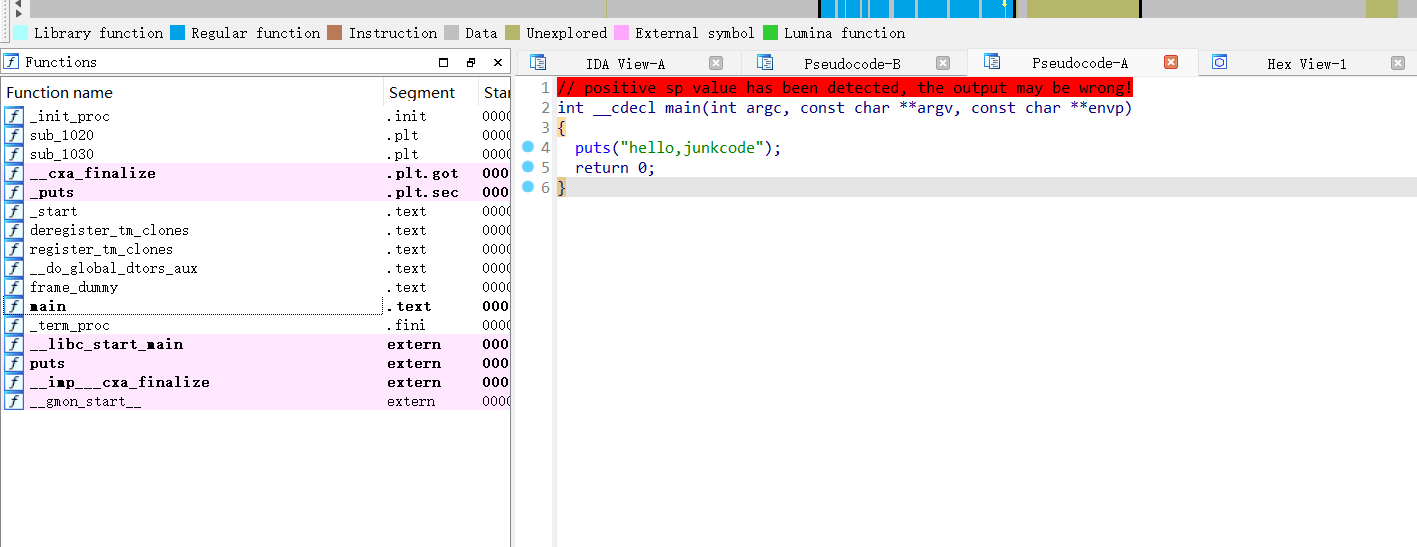 Library function Regular function Instruction Data Unexplored External symbol Lumina function
Functions
Function name Segment Star
_init_proc .init 0000
sub_1020 .plt 0000
sub_1030 .plt 0000
__cxa_finalize .plt.got 000
_puts .plt.sec 000
_start .text 0000
deregister_tm_clones .text 0000
register_tm_clones .text 0000
__do_global_dtors_aux .text 0000
frame_dummy .text 0000
main .text 000
_term_proc .fini 0000
__libc_start_main extern 000
puts extern 000
__imp___cxa_finalize extern 000
__gmon_start__ extern 0000
IDA View-A Pseudocode-B Pseudocode-A Hex View-1
1 // positive sp value has been detected, the output may be wrong!
2 int __cdecl main(int argc, const char **argv, const char **envp)
3 {
4 puts("hello,junkcode");
5 return 0;
6 }